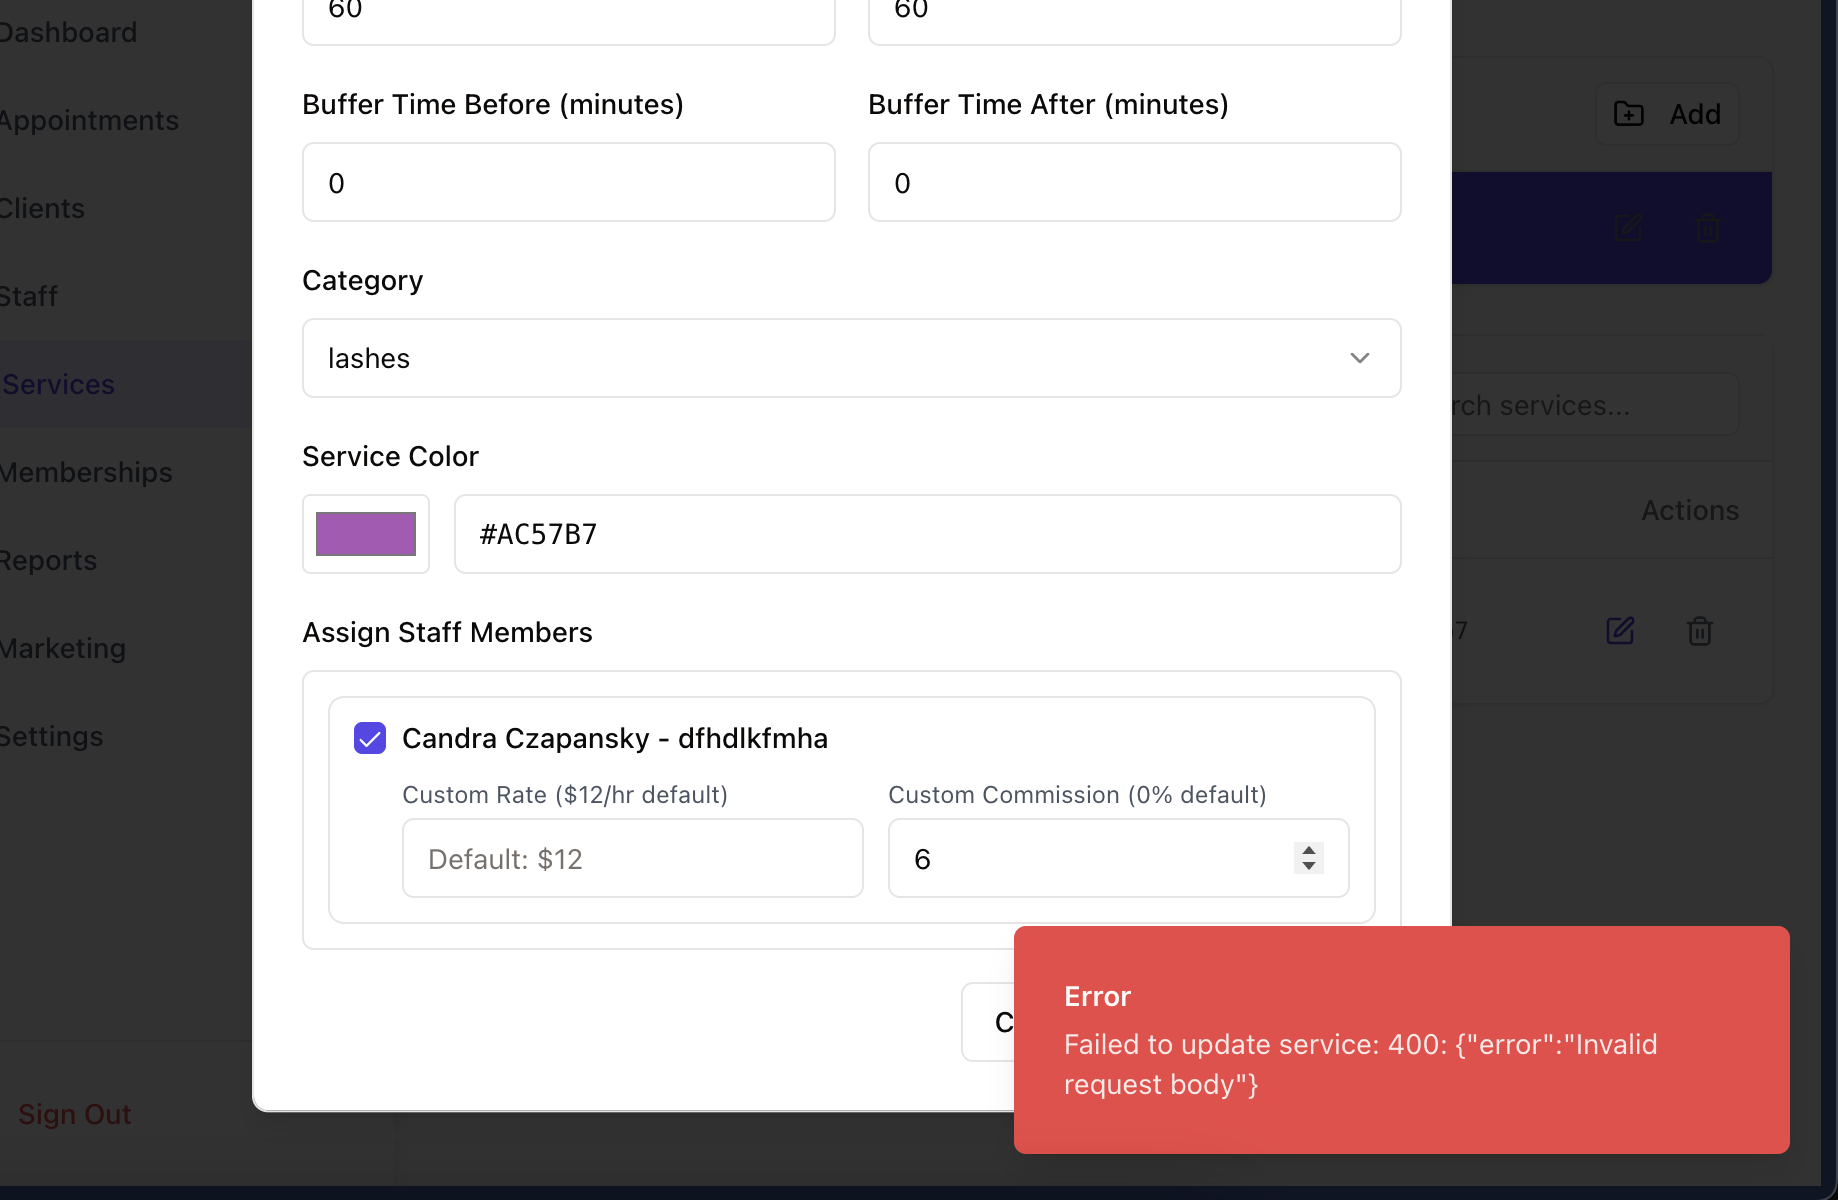 Dashboard
Appointments
Clients
Staff
Services
Memberships
Reports
Marketing
Settings
Sign Out
60
60
Buffer Time Before (minutes)
Buffer Time After (minutes)
0
0
Category
lashes
Service Color
#AC57B7
Assign Staff Members
Candra Czapansky - dfhdlkfmha
Custom Rate ($12/hr default)
Custom Commission (0% default)
Default: $12
6
C
Add
rch services...
Actions
7
Error
Failed to update service: 400: {"error":"Invalid
request body"}